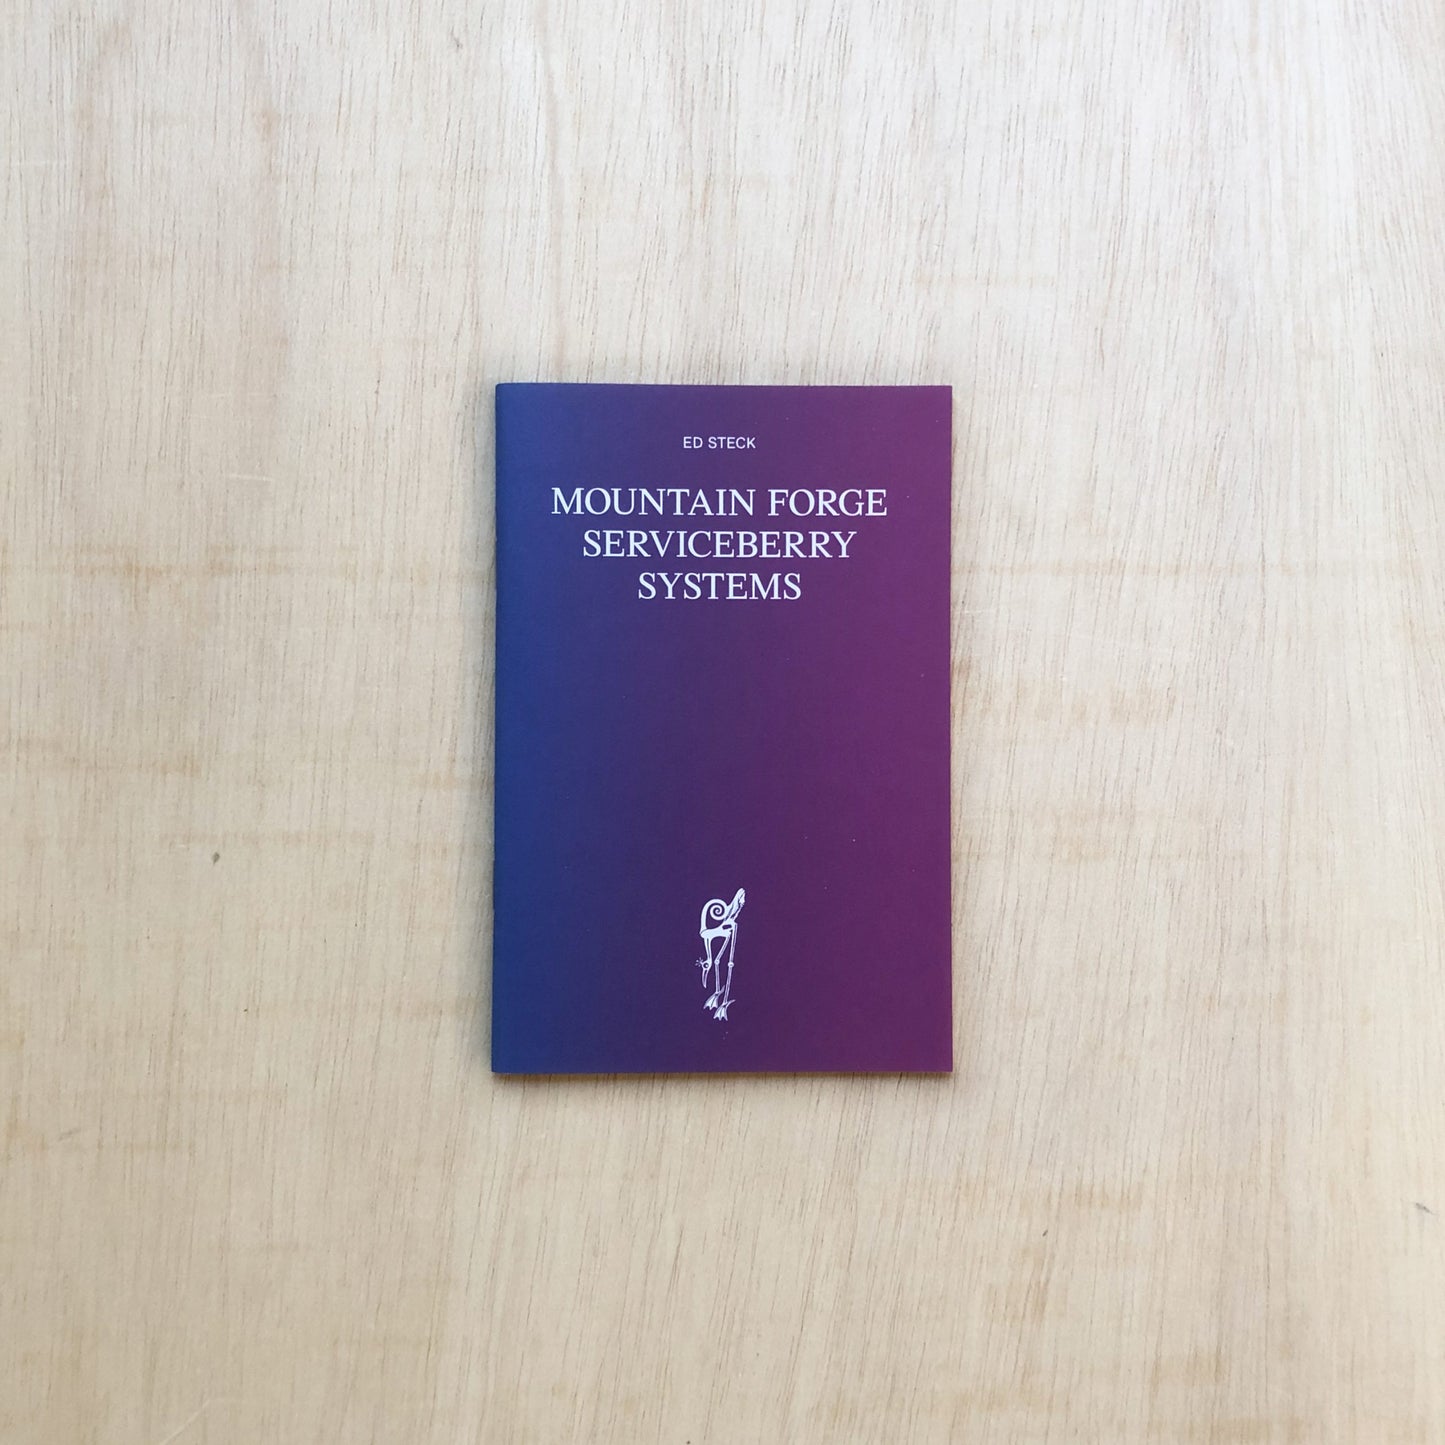 ED STECK
MOUNTAIN FORGE
SERVICEBERRY
SYSTEMS